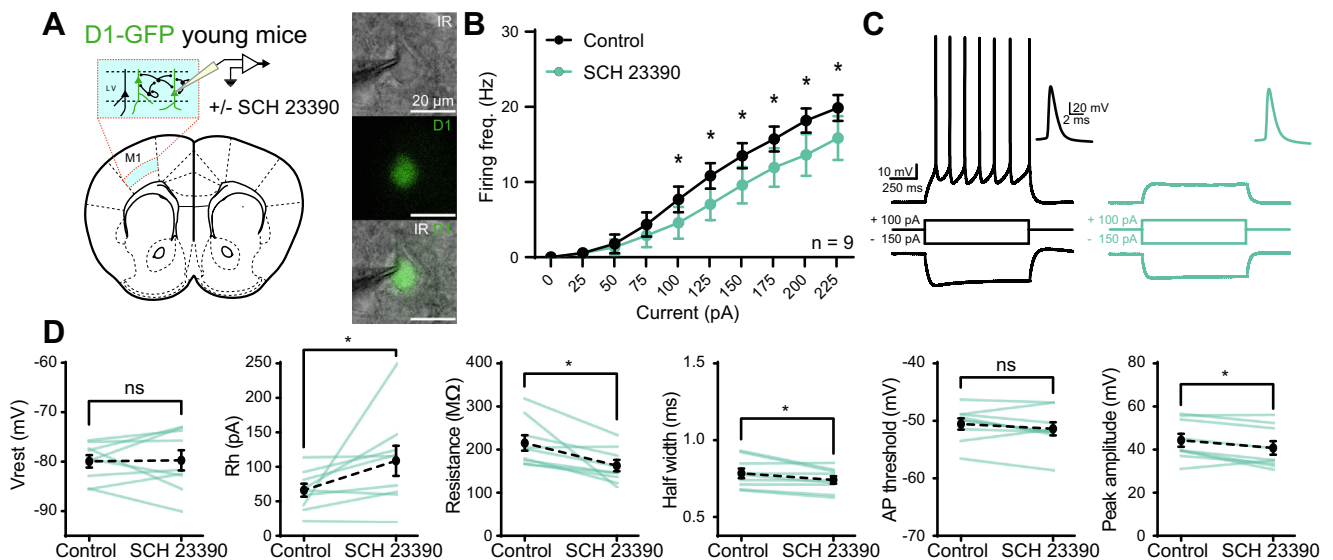 A
D1-GFP young mice
LV
+/- SCH 23390
M1
IR
20 µm
D1
IR D1
B
Firing freq. (Hz)
30
20
10
0
Control
SCH 23390
* * * * * *
n = 9
0 25 50 75 100 125 150 175 200 225
Current (pA)
C
20 mV
2 ms
10 mV
250 ms
+ 100 pA
- 150 pA
+ 100 pA
- 150 pA
D
Vrest (mV)
-60
-70
-80
-90
ns
Control SCH 23390
Rh (pA)
250
200
150
100
50
0
*
Control SCH 23390
Resistance (MΩ)
400
300
200
100
0
*
Control SCH 23390
Half width (ms)
1.5
1.0
0.5
*
Control SCH 23390
AP threshold (mV)
-40
-50
-60
-70
ns
Control SCH 23390
Peak amplitude (mV)
80
60
40
20
0
*
Control SCH 23390